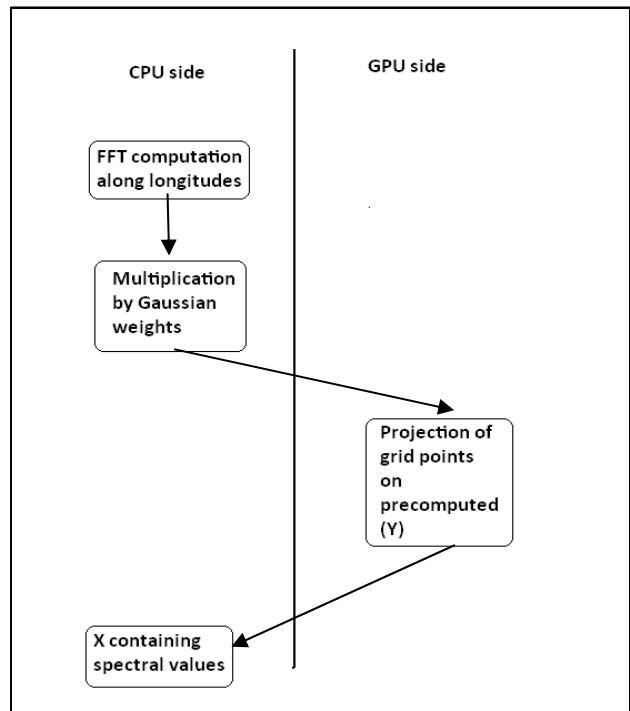 CPU side
GPU side
FFT computation
along longitudes
Multiplication
by Gaussian
weights
Projection of
grid points
on
precomputed
(Y)
X containing
spectral values